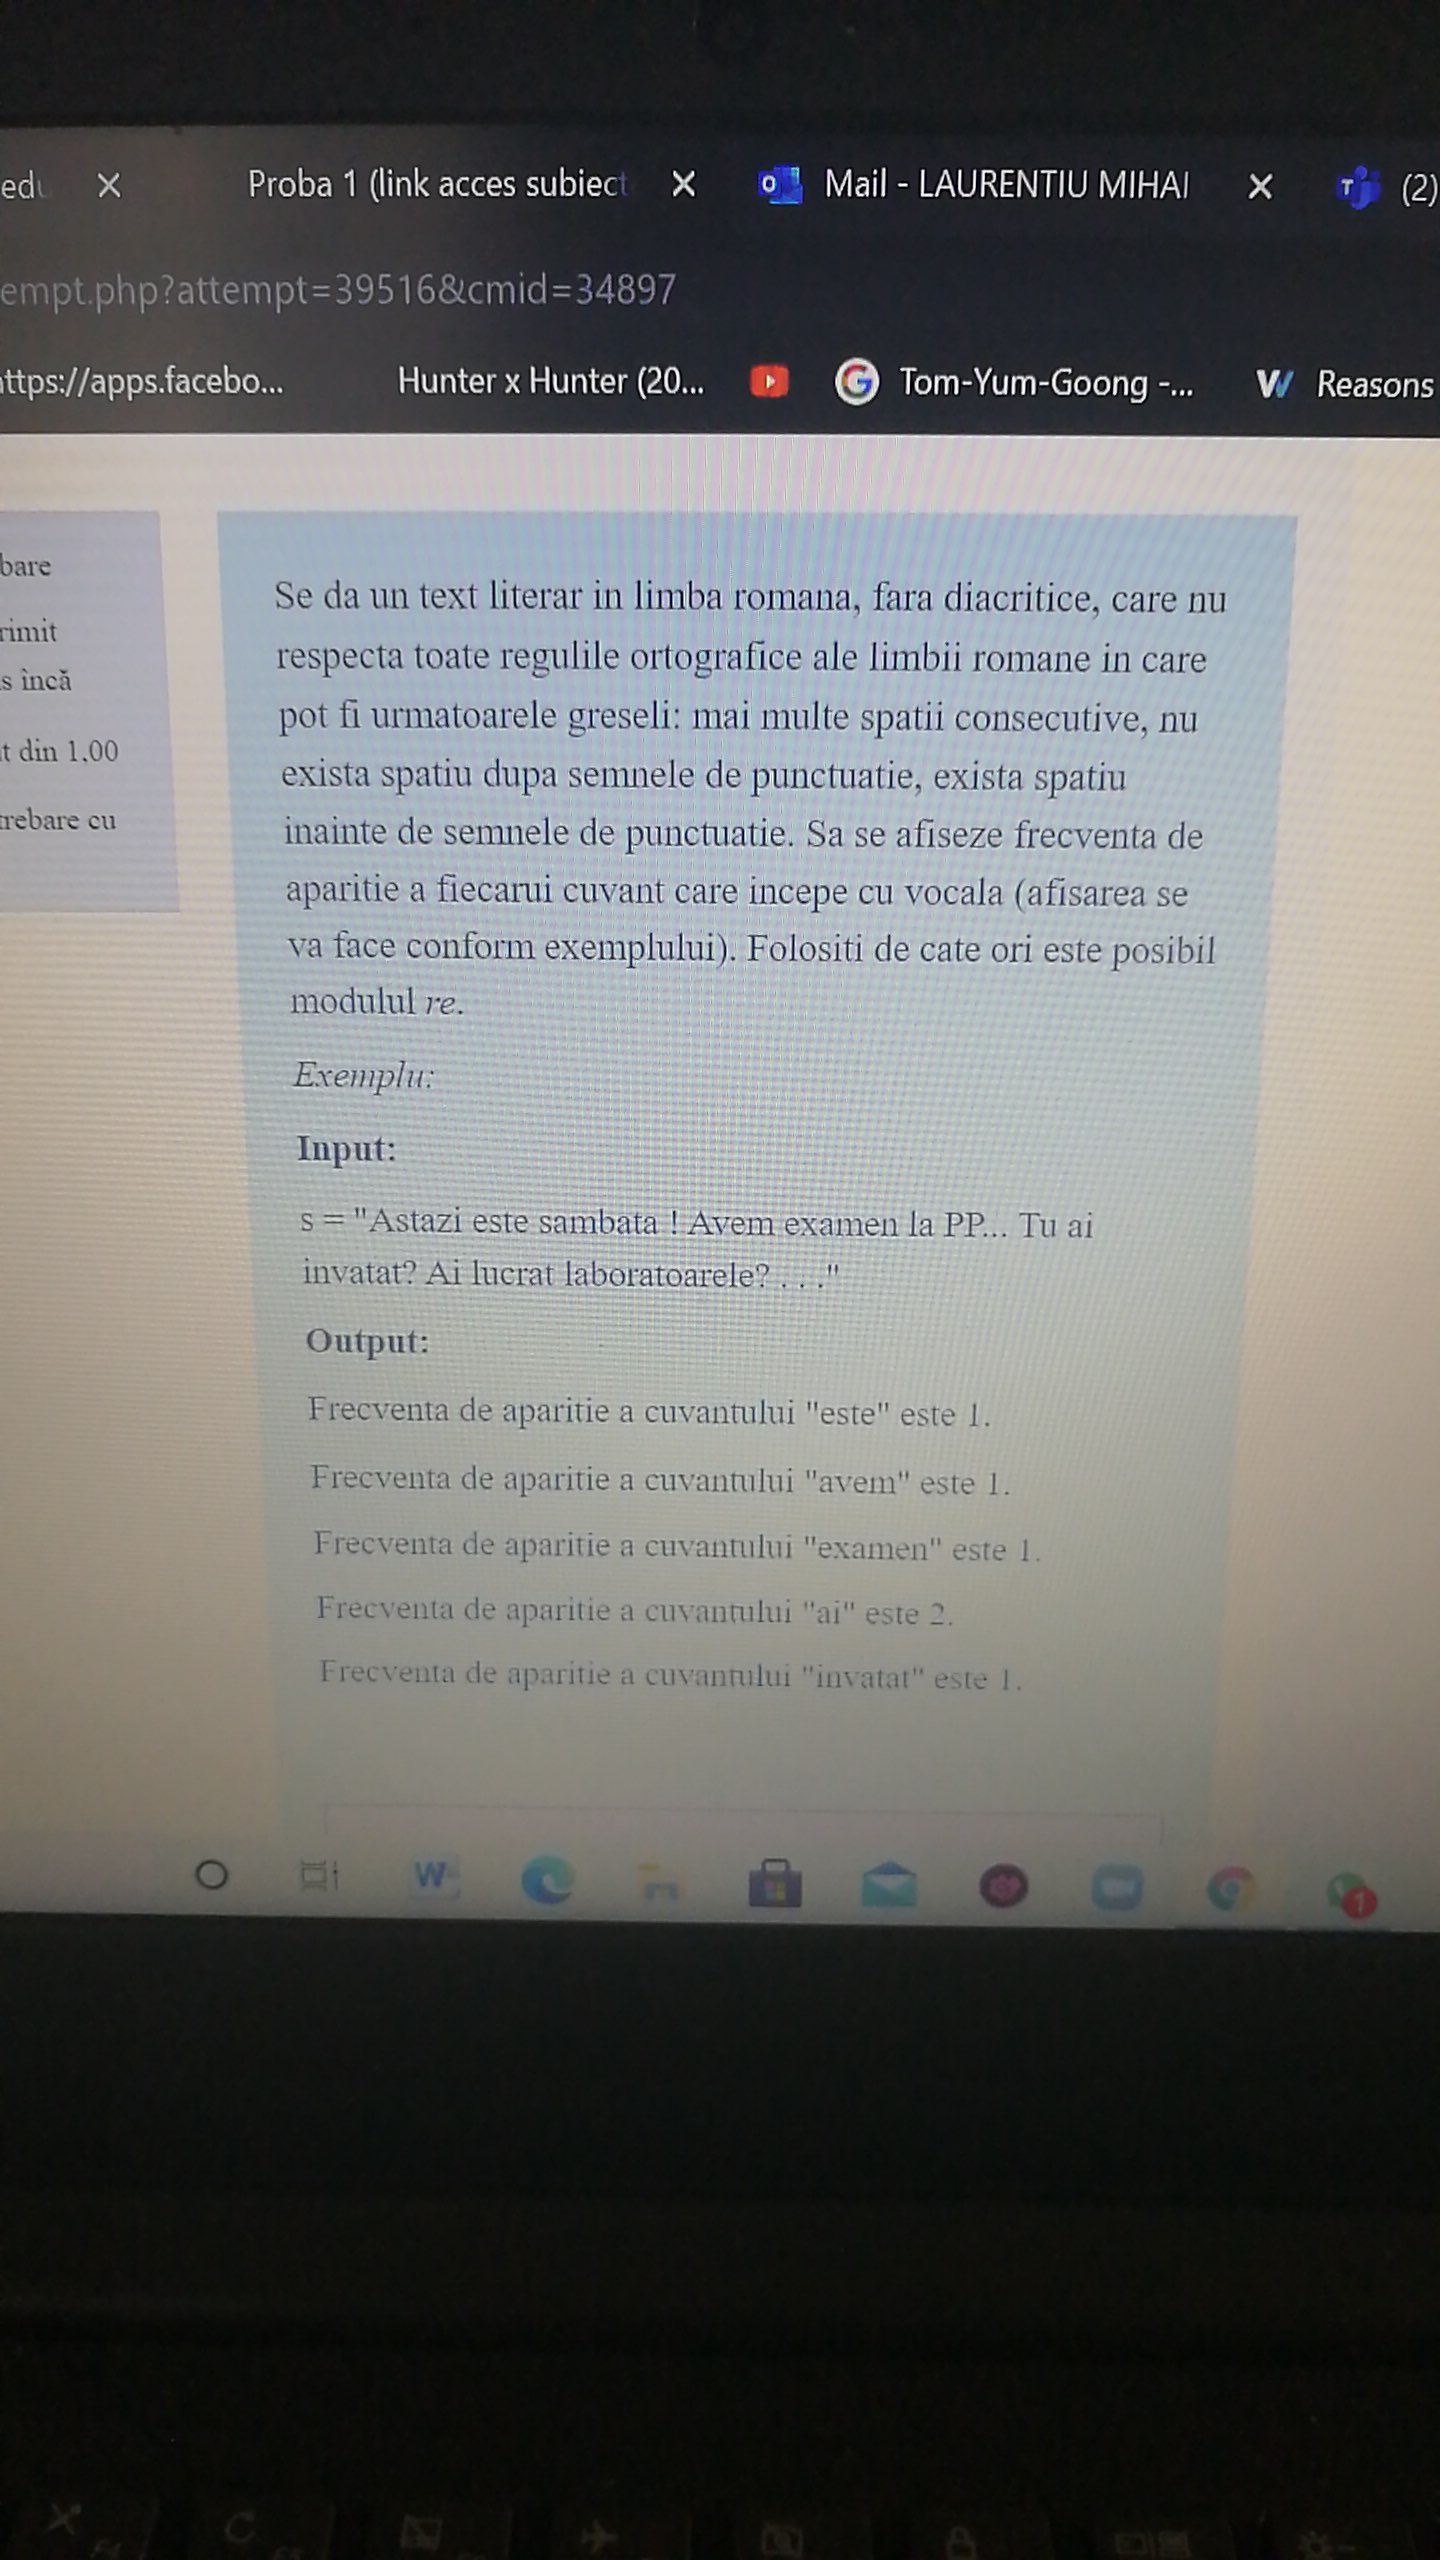 Proba 1 (link acces subiect
Mail - LAURENTIU MIHAI
(2)
empt.php?attempt=39516&cmid=34897
ttps://apps.facebo...
Hunter x Hunter (20...
Tom-Yum-Goong -...
Reasons
bare
rimit
s încă
t din 1,00
trebare cu
Se da un text literar in limba romana, fara diacritice, care nu
respecta toate regulile ortografice ale limbii romane in care
pot fi urmatoarele greseli: mai multe spatii consecutive, nu
exista spatiu dupa semnele de punctuatie, exista spatiu
inainte de semnele de punctuatie. Sa se afiseze frecventa de
aparitie a fiecarui cuvant care incepe cu vocala (afisarea se
va face conform exemplului). Folositi de cate ori este posibil
modulul re.
Exemplu:
Input:
s = "Astazi este sambata ! Avem examen la PP... Tu ai
invatat? Ai lucrat laboratoarele? . . ."
Output:
Frecventa de aparitie a cuvantului "este" este 1.
Frecventa de aparitie a cuvantului "avem" este 1.
Frecventa de aparitie a cuvantului "examen" este 1.
Frecventa de aparitie a cuvantului "ai" este 2.
Frecventa de aparitie a cuvantului "invatat" este 1.